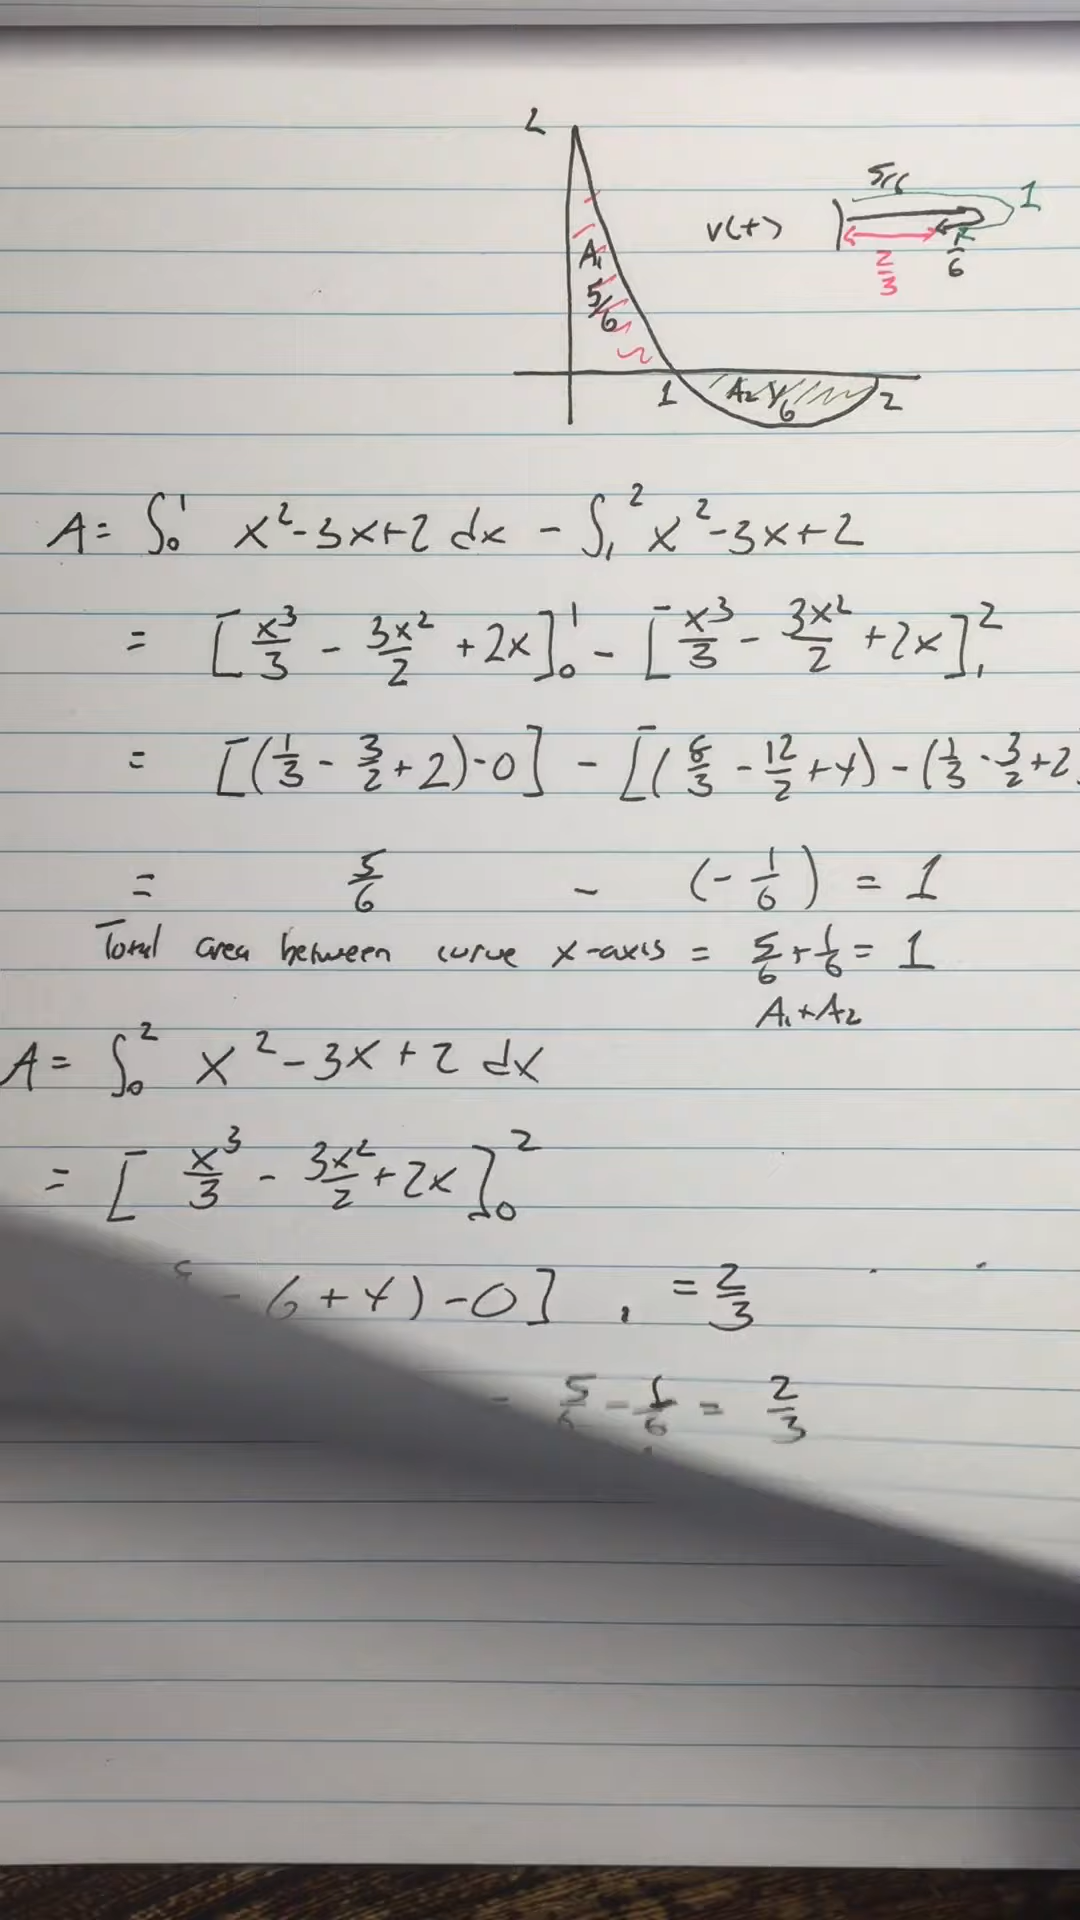 2
5/6
1
v(t)
A₁
5/6
2/3
1/6
1
A₂ 1/6
2
A = ∫₀¹ x² - 3x + 2 dx - ∫₁² x² - 3x + 2
= [x³/3 - 3x²/2 + 2x]₀¹ - [x³/3 - 3x²/2 + 2x]₁²
= [(1/3 - 3/2 + 2) - 0] - [(8/3 - 12/2 + 4) - (1/3 - 3/2 + 2
= 5/6 - (-1/6) = 1
Total area between curve x-axis = 5/6 + 1/6 = 1
A₁ + A₂
A = ∫₀² x² - 3x + 2 dx
= [x³/3 - 3x²/2 + 2x]₀²
- 6 + 4) - 0] = 2/3
5/6 - 1/6 = 2/3